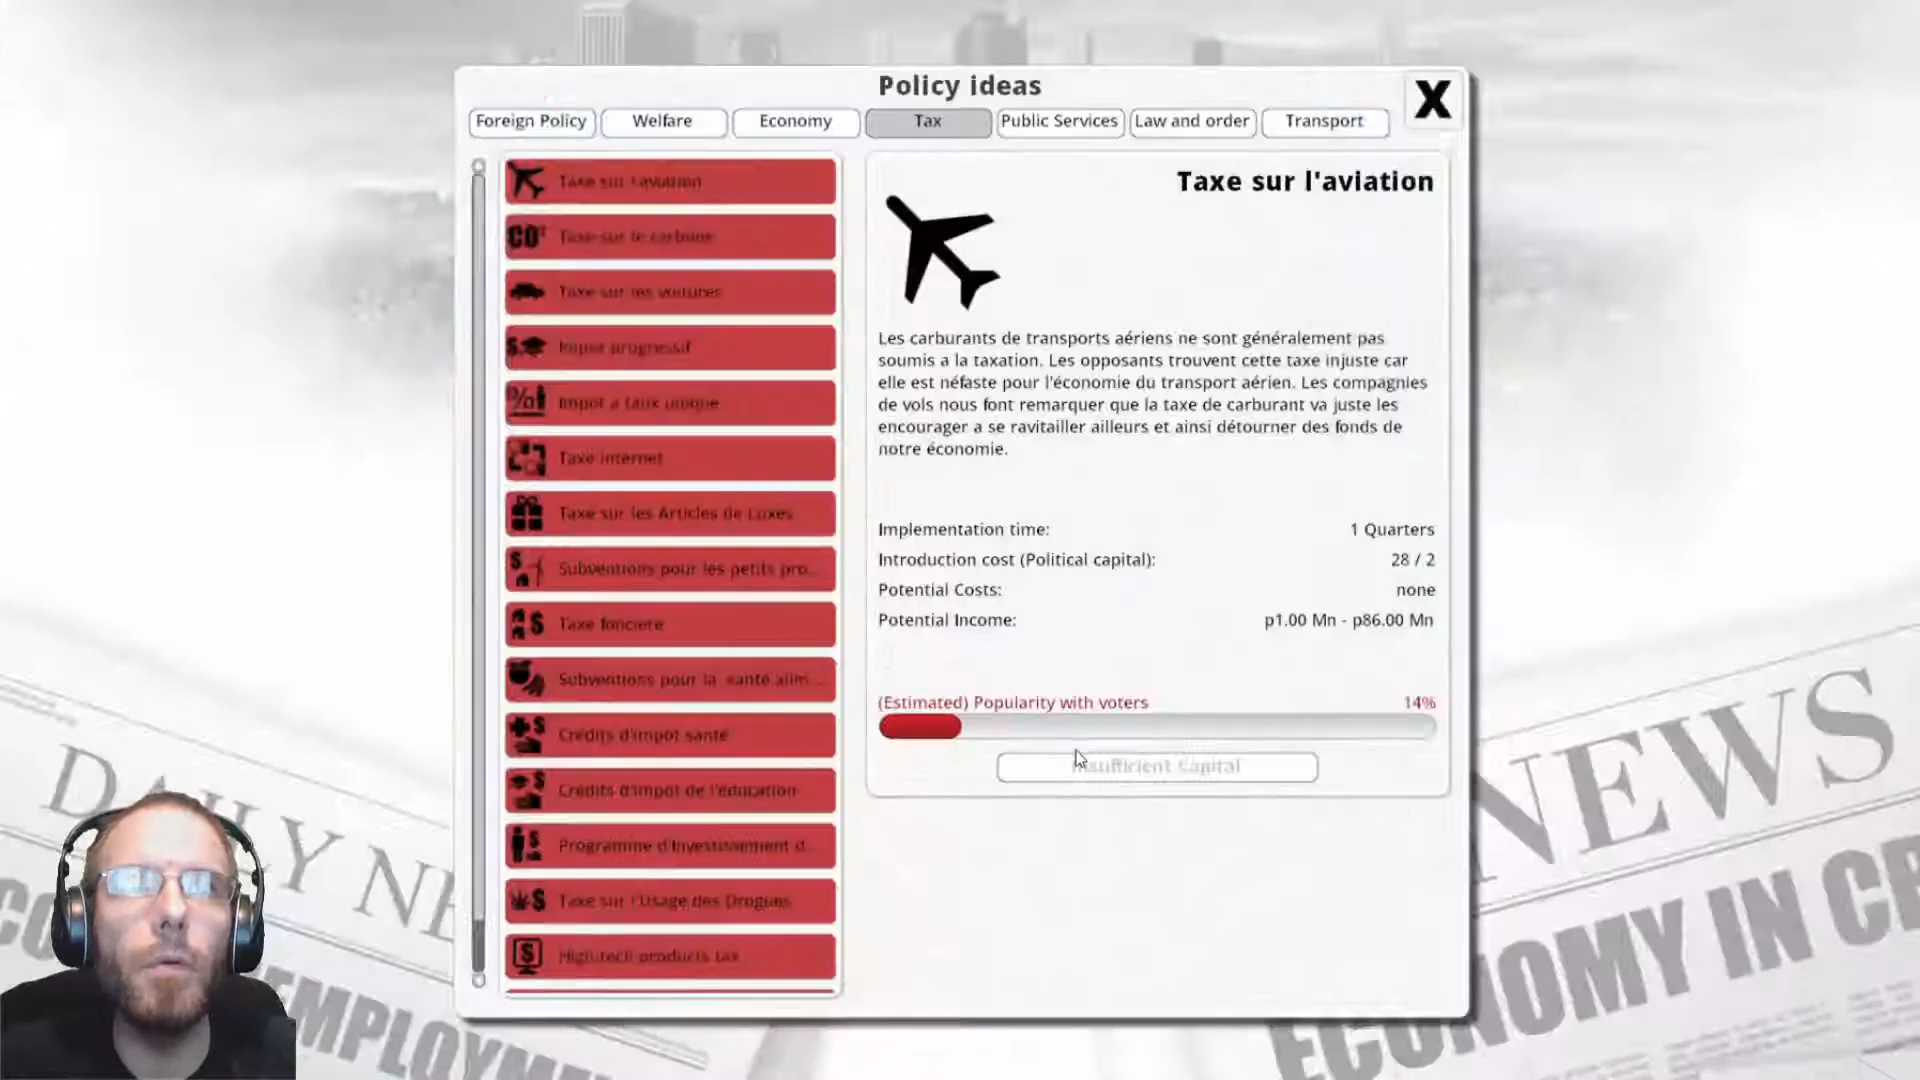 Policy ideas
X
Foreign Policy
Welfare
Economy
Tax
Public Services
Law and order
Transport
Taxe sur l'aviation
CO² Taxe sur le carbone
Taxe sur les voitures
Impot progressif
Impot a taux unique
Taxe internet
Taxe sur les Articles de Luxes
Subventions pour les petits pro...
Taxe fonciere
Subventions pour la santé alim...
Crédits d'impot santé
Crédits d'impot de l'éducation
Programme d'Investissement d...
Taxe sur l'Usage des Drogues
High-tech products tax
Taxe sur l'aviation
Les carburants de transports aériens ne sont généralement pas
soumis a la taxation. Les opposants trouvent cette taxe injuste car
elle est néfaste pour l'économie du transport aérien. Les compagnies
de vols nous font remarquer que la taxe de carburant va juste les
encourager a se ravitailler ailleurs et ainsi détourner des fonds de
notre économie.
Implementation time: 1 Quarters
Introduction cost (Political capital): 28 / 2
Potential Costs: none
Potential Income: p1.00 Mn - p86.00 Mn
(Estimated) Popularity with voters 14%
Insufficient Capital
DAILY NE
NEWS
EMPLOYME
ECONOMY IN CR